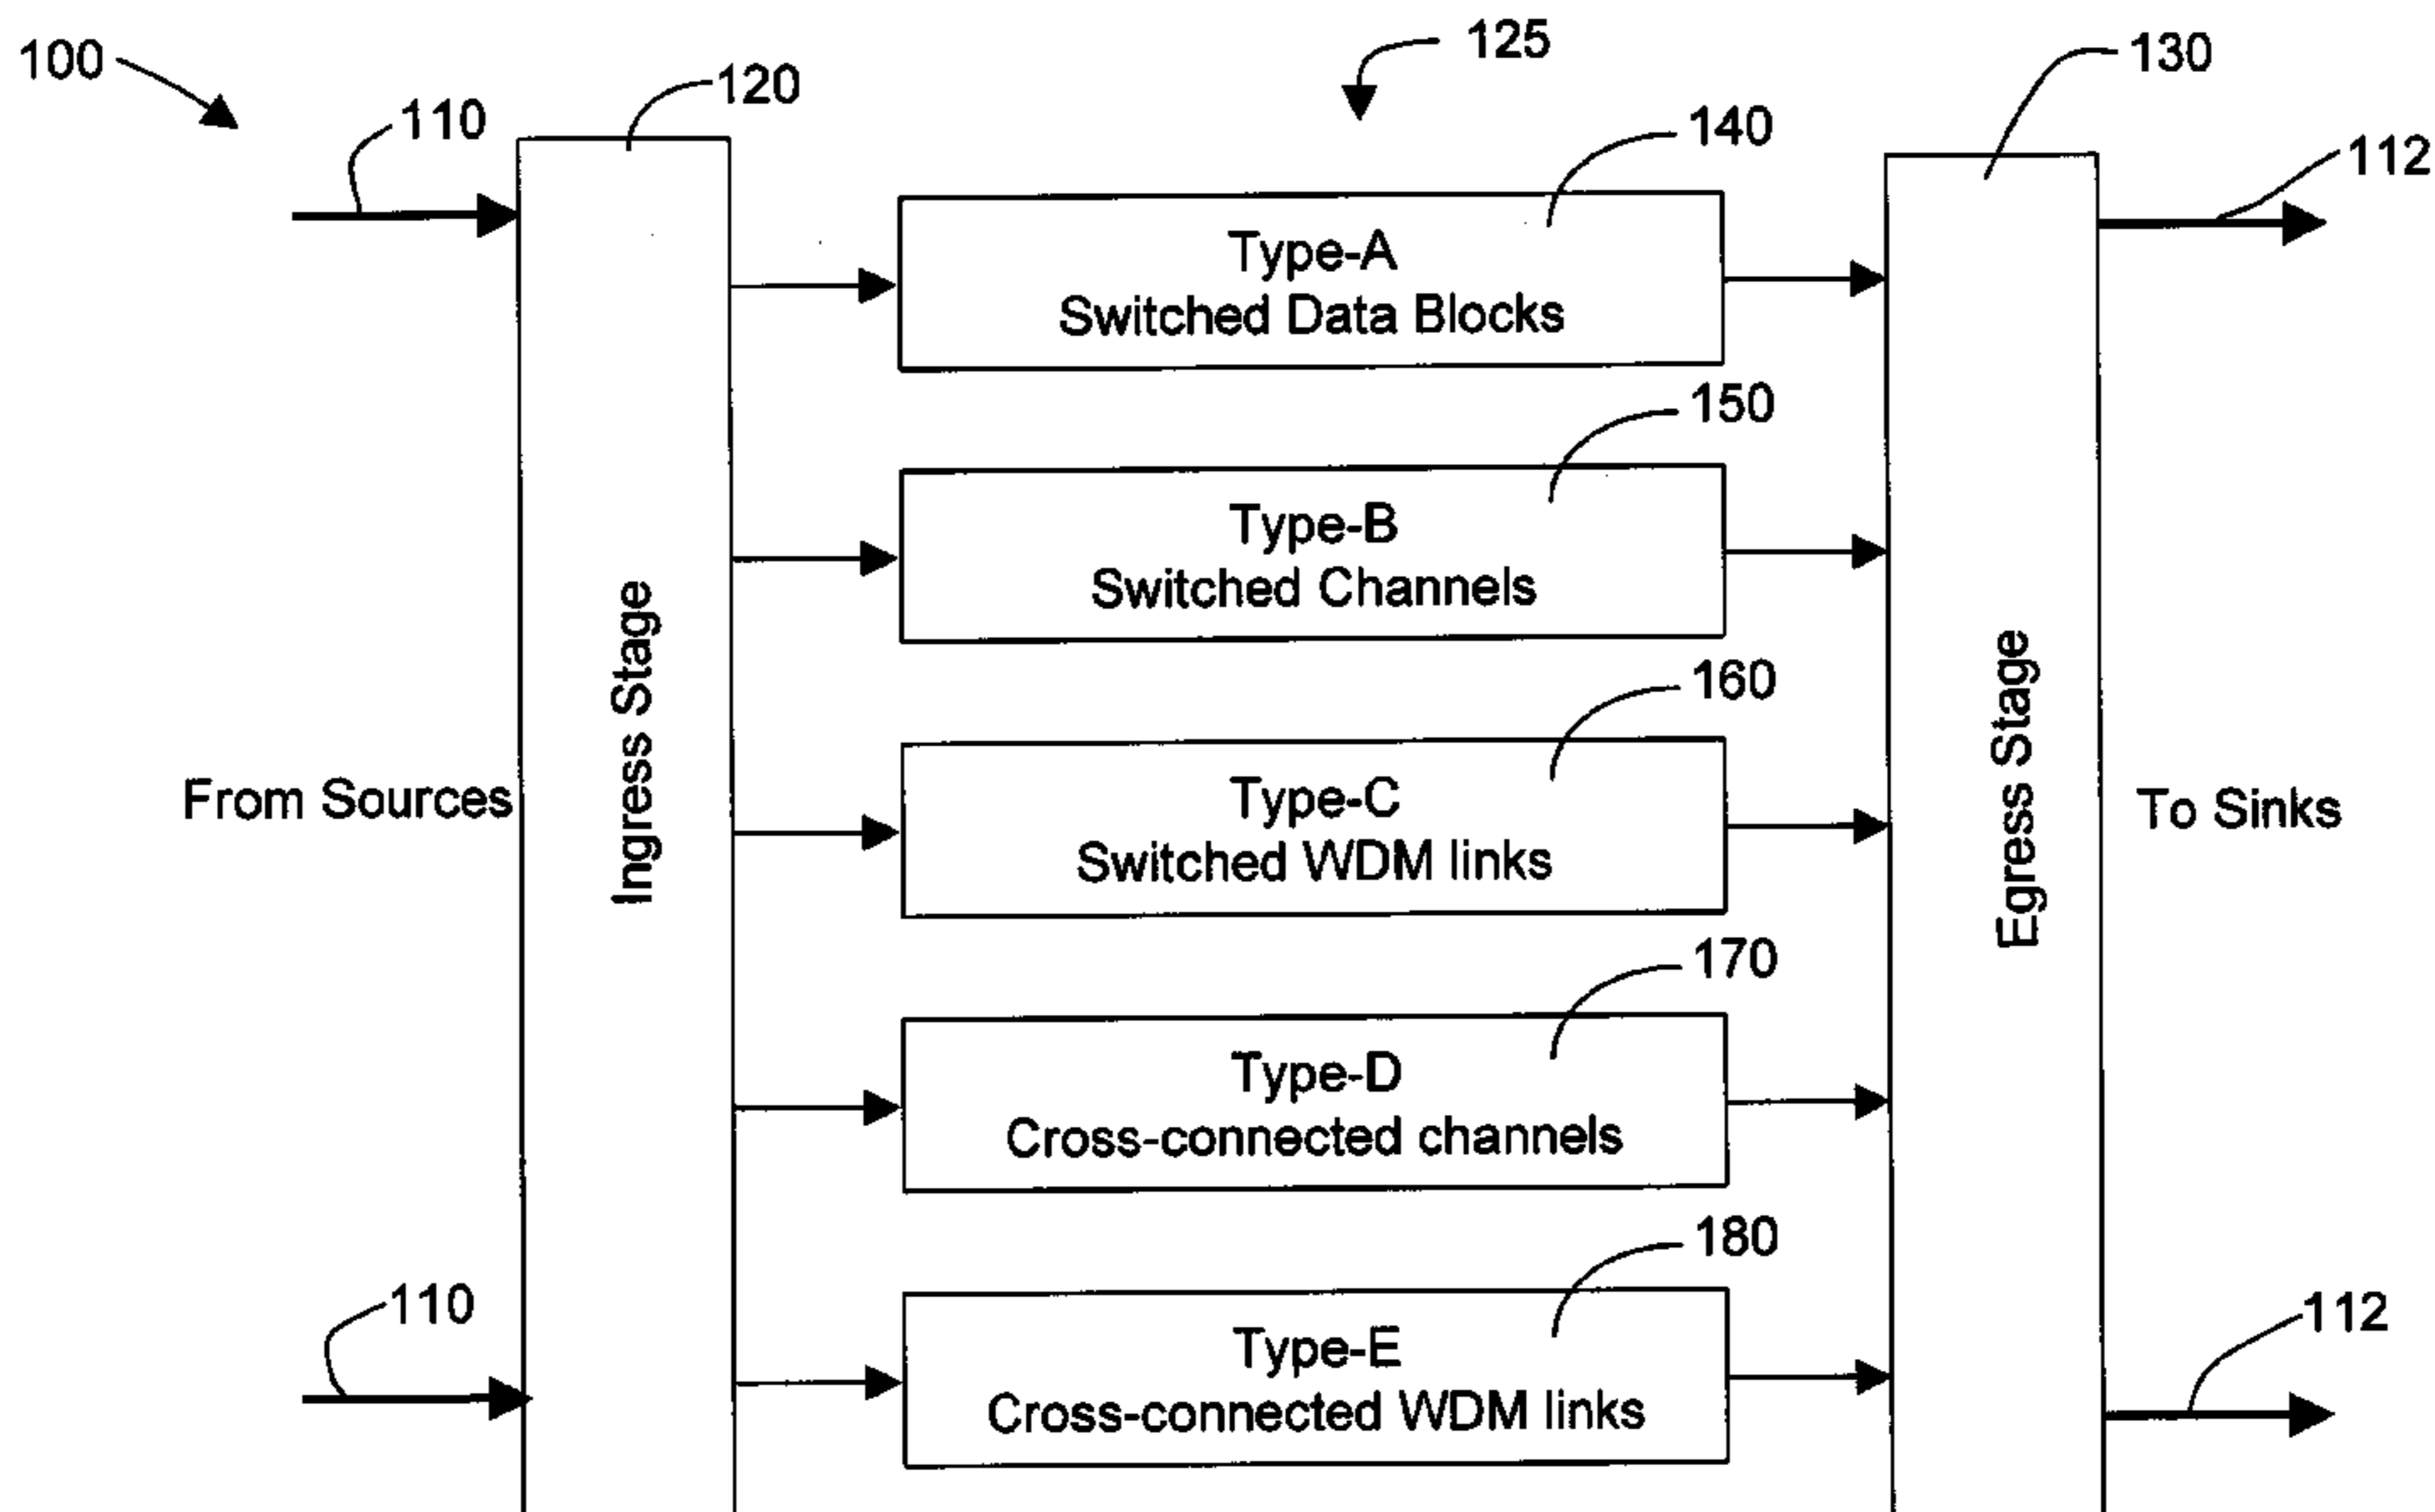 100
120
125
130
110
140
112
Type-A
Switched Data Blocks
150
Type-B
Switched Channels
160
Ingress Stage
Egress Stage
From Sources
Type-C
Switched WDM links
To Sinks
170
Type-D
Cross-connected channels
180
110
112
Type-E
Cross-connected WDM links